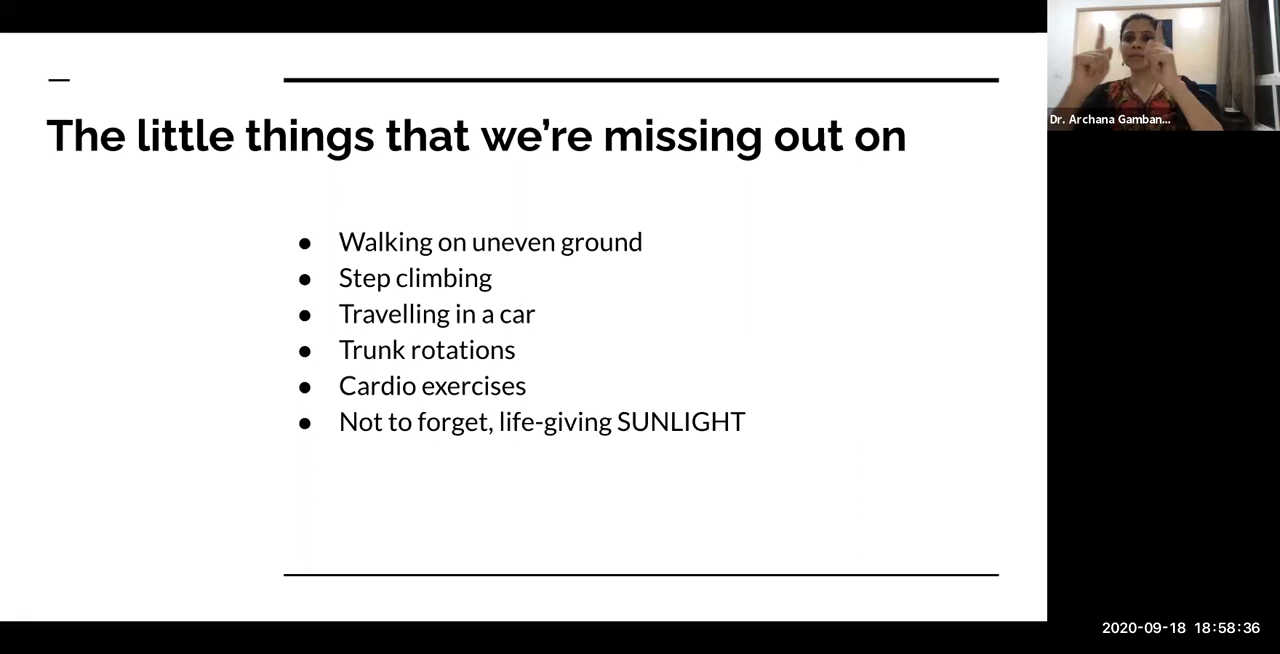 The little things that we’re missing out on
● Walking on uneven ground
● Step climbing
● Travelling in a car
● Trunk rotations
● Cardio exercises
● Not to forget, life-giving SUNLIGHT
Dr. Archana Gamban...
2020-09-18 18:58:36